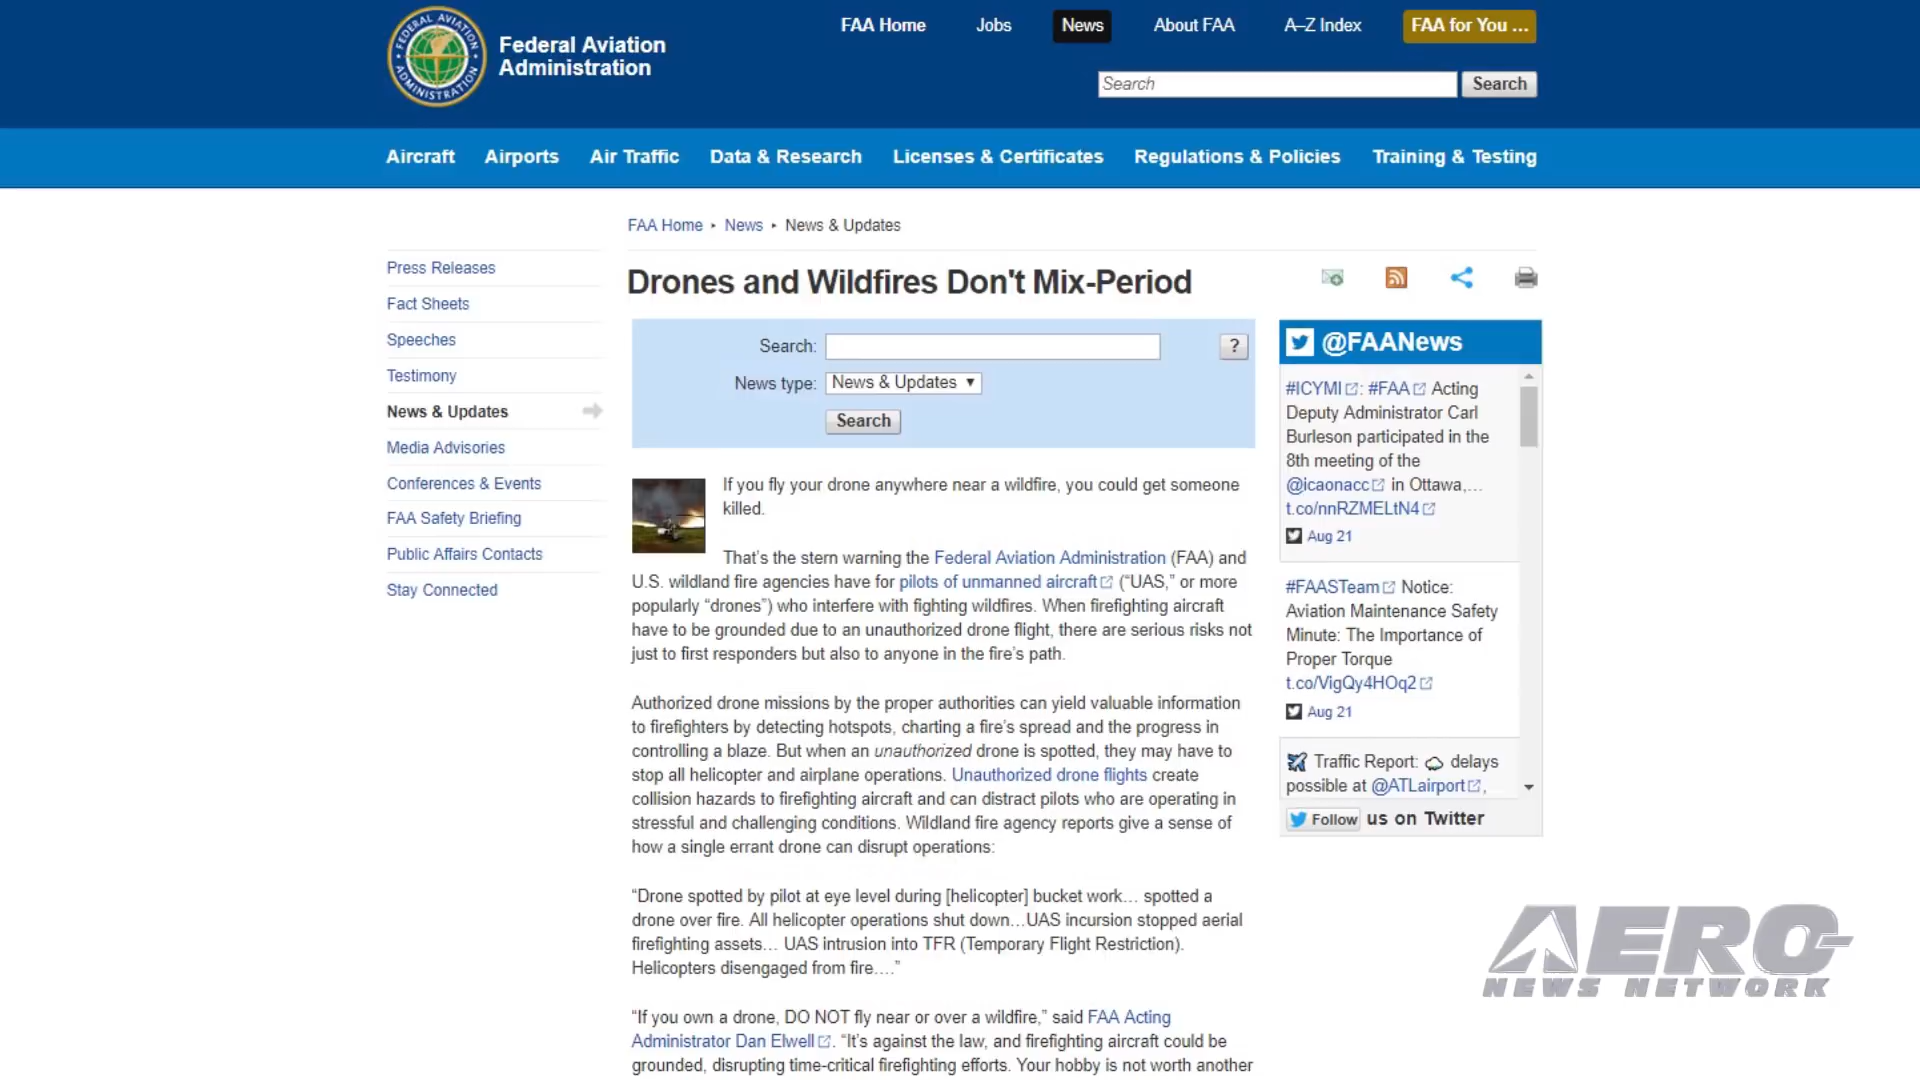 FEDERAL AVIATION ADMINISTRATION
Federal Aviation
Administration
FAA Home
Jobs
News
About FAA
A–Z Index
FAA for You ...
Search
Search
Aircraft
Airports
Air Traffic
Data & Research
Licenses & Certificates
Regulations & Policies
Training & Testing
FAA Home ▸ News ▸ News & Updates
Press Releases
Fact Sheets
Speeches
Testimony
News & Updates
Media Advisories
Conferences & Events
FAA Safety Briefing
Public Affairs Contacts
Stay Connected
Drones and Wildfires Don't Mix-Period
Search:
?
News type: News & Updates
Search
If you fly your drone anywhere near a wildfire, you could get someone
killed.
That’s the stern warning the Federal Aviation Administration (FAA) and
U.S. wildland fire agencies have for pilots of unmanned aircraft (“UAS,” or more
popularly “drones”) who interfere with fighting wildfires. When firefighting aircraft
have to be grounded due to an unauthorized drone flight, there are serious risks not
just to first responders but also to anyone in the fire’s path.
Authorized drone missions by the proper authorities can yield valuable information
to firefighters by detecting hotspots, charting a fire’s spread and the progress in
controlling a blaze. But when an unauthorized drone is spotted, they may have to
stop all helicopter and airplane operations. Unauthorized drone flights create
collision hazards to firefighting aircraft and can distract pilots who are operating in
stressful and challenging conditions. Wildland fire agency reports give a sense of
how a single errant drone can disrupt operations:
“Drone spotted by pilot at eye level during [helicopter] bucket work… spotted a
drone over fire. All helicopter operations shut down…UAS incursion stopped aerial
firefighting assets… UAS intrusion into TFR (Temporary Flight Restriction).
Helicopters disengaged from fire….”
“If you own a drone, DO NOT fly near or over a wildfire,” said FAA Acting
Administrator Dan Elwell. “It’s against the law, and firefighting aircraft could be
grounded, disrupting time-critical firefighting efforts. Your hobby is not worth another
@FAANews
#ICYMI: #FAA Acting
Deputy Administrator Carl
Burleson participated in the
8th meeting of the
@icaonacc in Ottawa,…
t.co/nnRZMELtN4
Aug 21
#FAASTeam Notice:
Aviation Maintenance Safety
Minute: The Importance of
Proper Torque
t.co/VigQy4HOq2
Aug 21
Traffic Report: delays
possible at @ATLairport,
Follow us on Twitter
AERO-
NEWS NETWORK